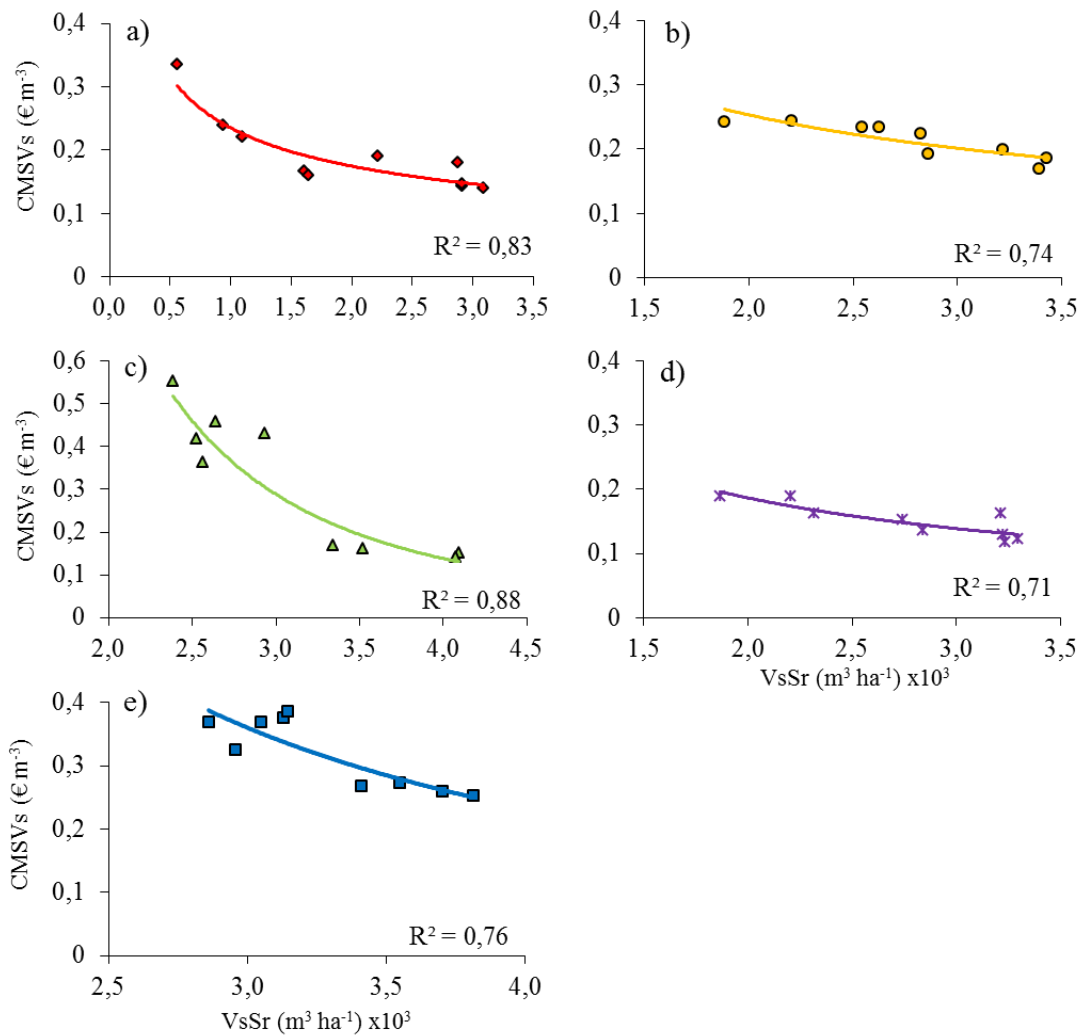 a)
CMSVs (€ m⁻³)
0,4
0,3
0,2
0,1
0
R² = 0,83
0,0 0,5 1,0 1,5 2,0 2,5 3,0 3,5
b)
0,4
0,3
0,2
0,1
0
R² = 0,74
1,5 2,0 2,5 3,0 3,5
c)
CMSVs (€ m⁻³)
0,6
0,5
0,4
0,3
0,2
0,1
0
R² = 0,88
2,0 2,5 3,0 3,5 4,0 4,5
d)
0,4
0,3
0,2
0,1
0
R² = 0,71
1,5 2,0 2,5 3,0 3,5
VsSr (m³ ha⁻¹) x10³
e)
CMSVs (€ m⁻³)
0,4
0,3
0,2
0,1
0
R² = 0,76
2,5 3,0 3,5 4,0
VsSr (m³ ha⁻¹) x10³